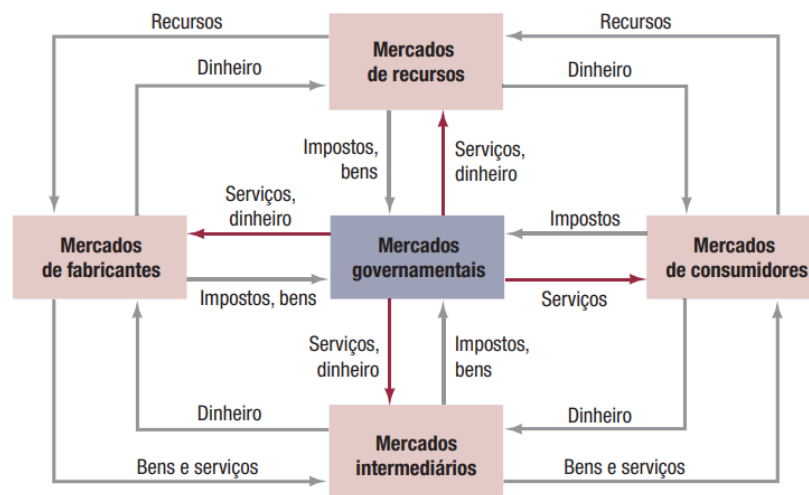 Recursos
Recursos
Mercados
de recursos
Dinheiro
Dinheiro
Impostos,
bens
Serviços,
dinheiro
Serviços,
dinheiro
Impostos
Mercados
de fabricantes
Mercados
governamentais
Mercados
de consumidores
Impostos, bens
Serviços
Serviços,
dinheiro
Impostos,
bens
Dinheiro
Dinheiro
Mercados
intermediários
Bens e serviços
Bens e serviços